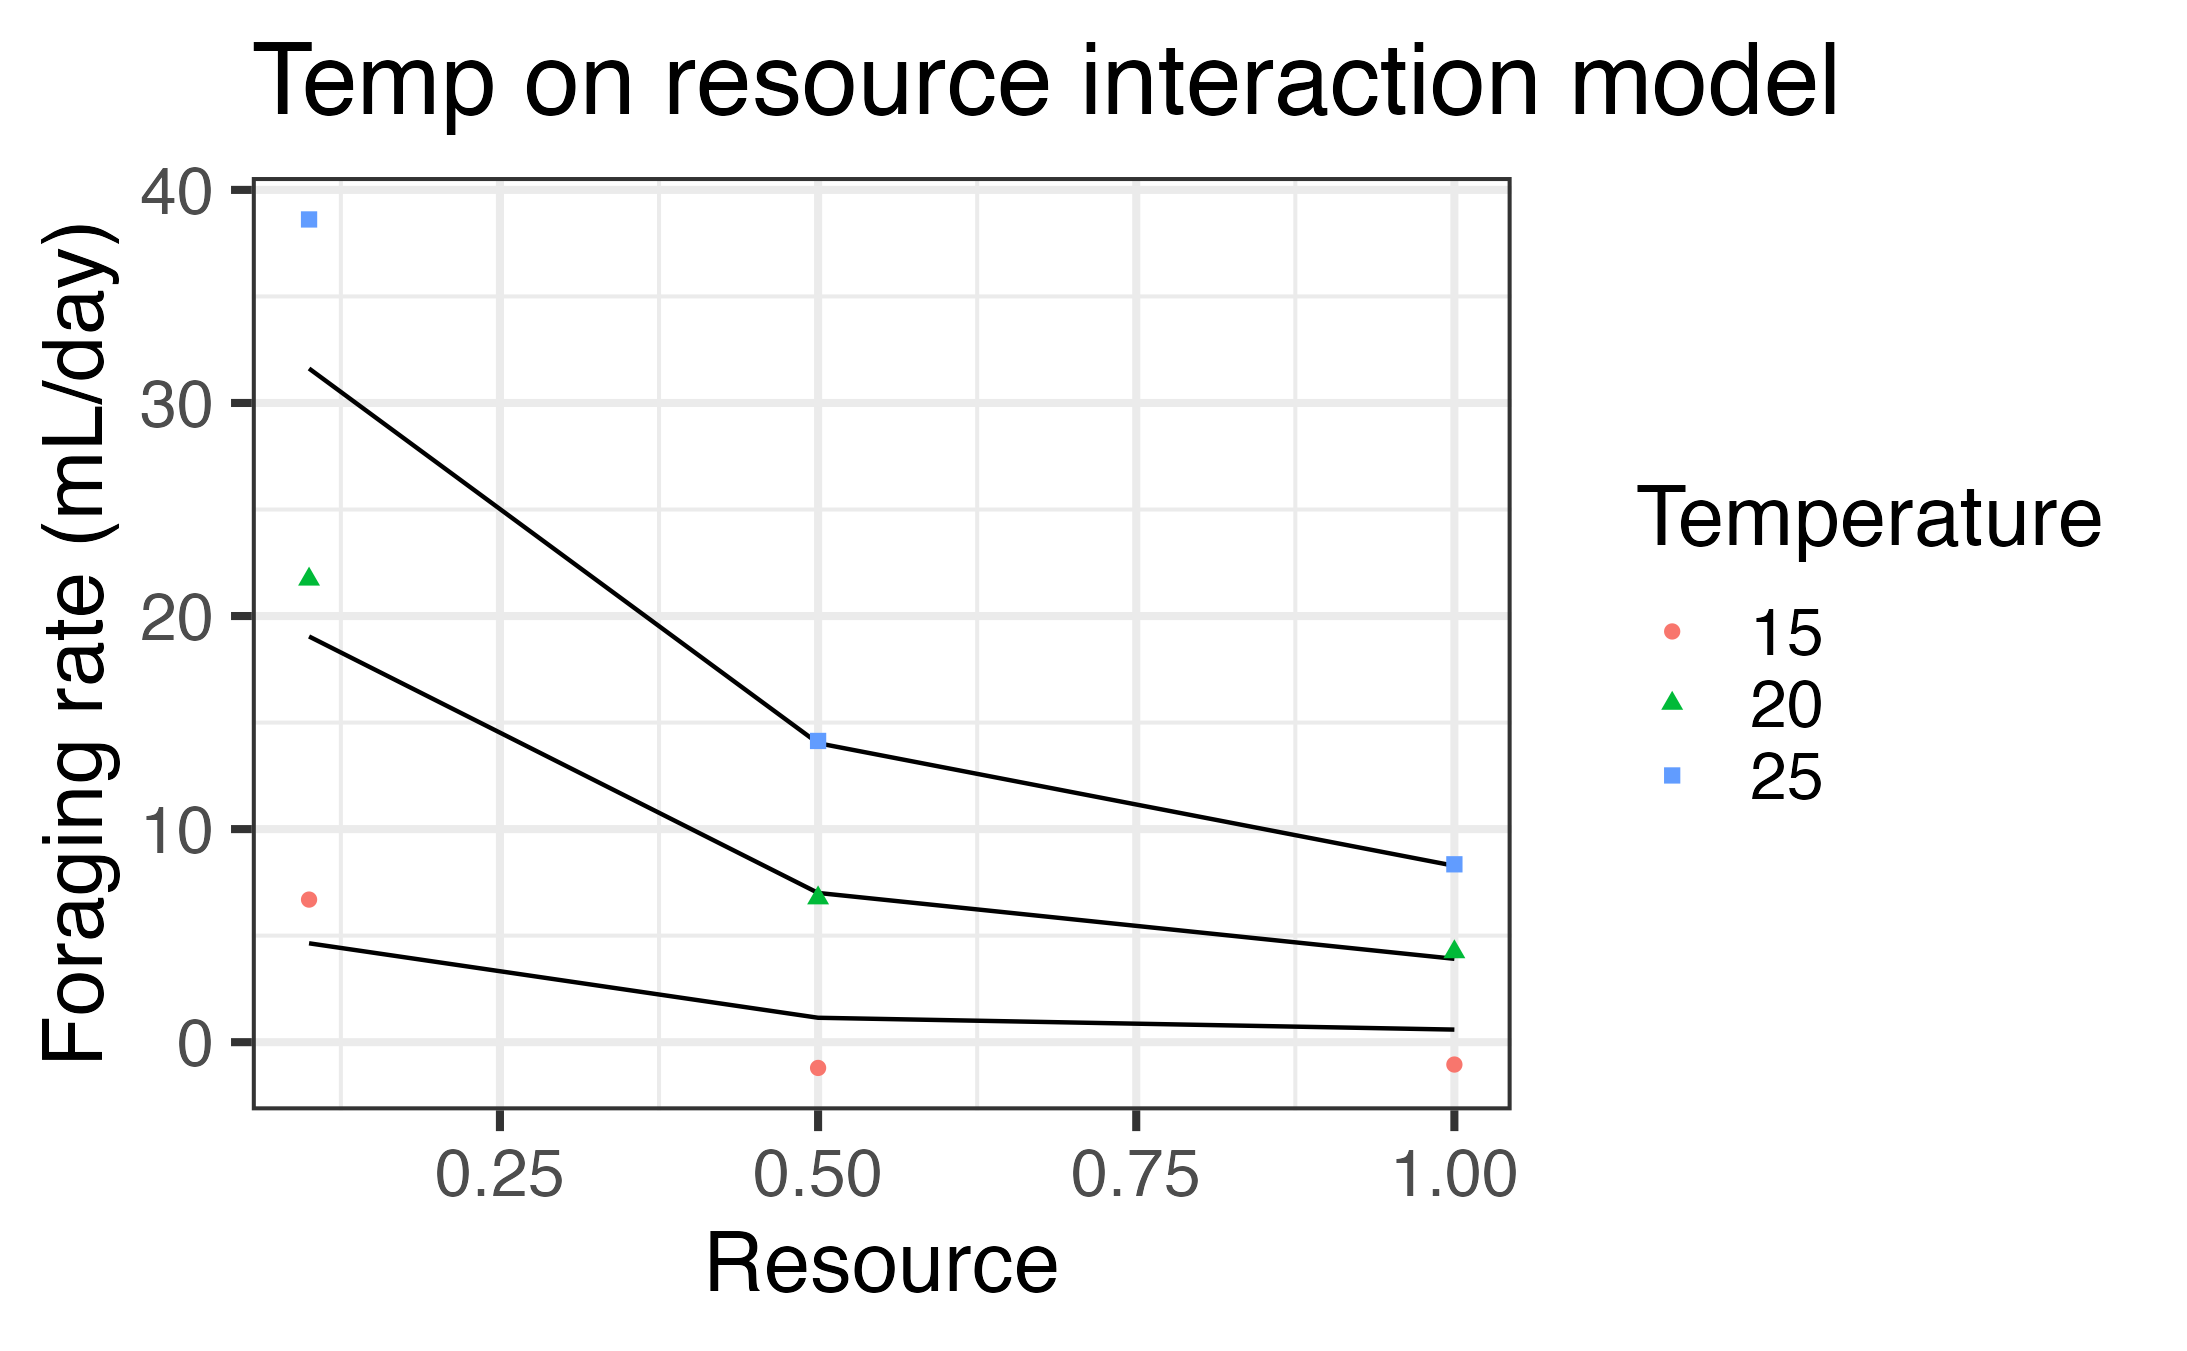 Temp on resource interaction model
Foraging rate (mL/day)
40
30
20
10
0
0.25 0.50 0.75 1.00
Resource
Temperature
15
20
25